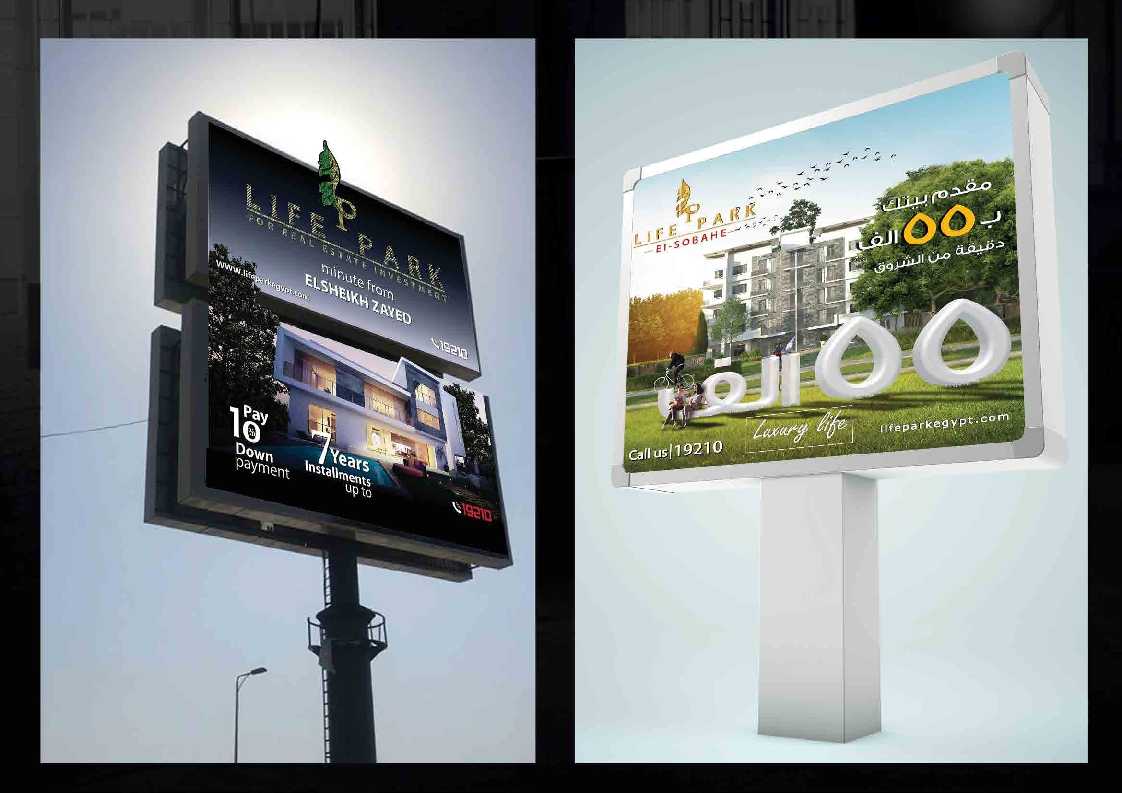 LIFE PARK
FOR REAL ESTATE INVESTMENT
minute from
ELSHEIKH ZAYED
www.lifeparkegypt.com
19210
Pay
10%
Down
payment
7 Years
Installments
up to
19210
LIFE PARK
El-SOBAHE
مقدم بيتك
ب ٥٥ الف
دقيقة من الشروق
٥٥ الف
Luxury life
Call us|19210
lifeparkegypt.com